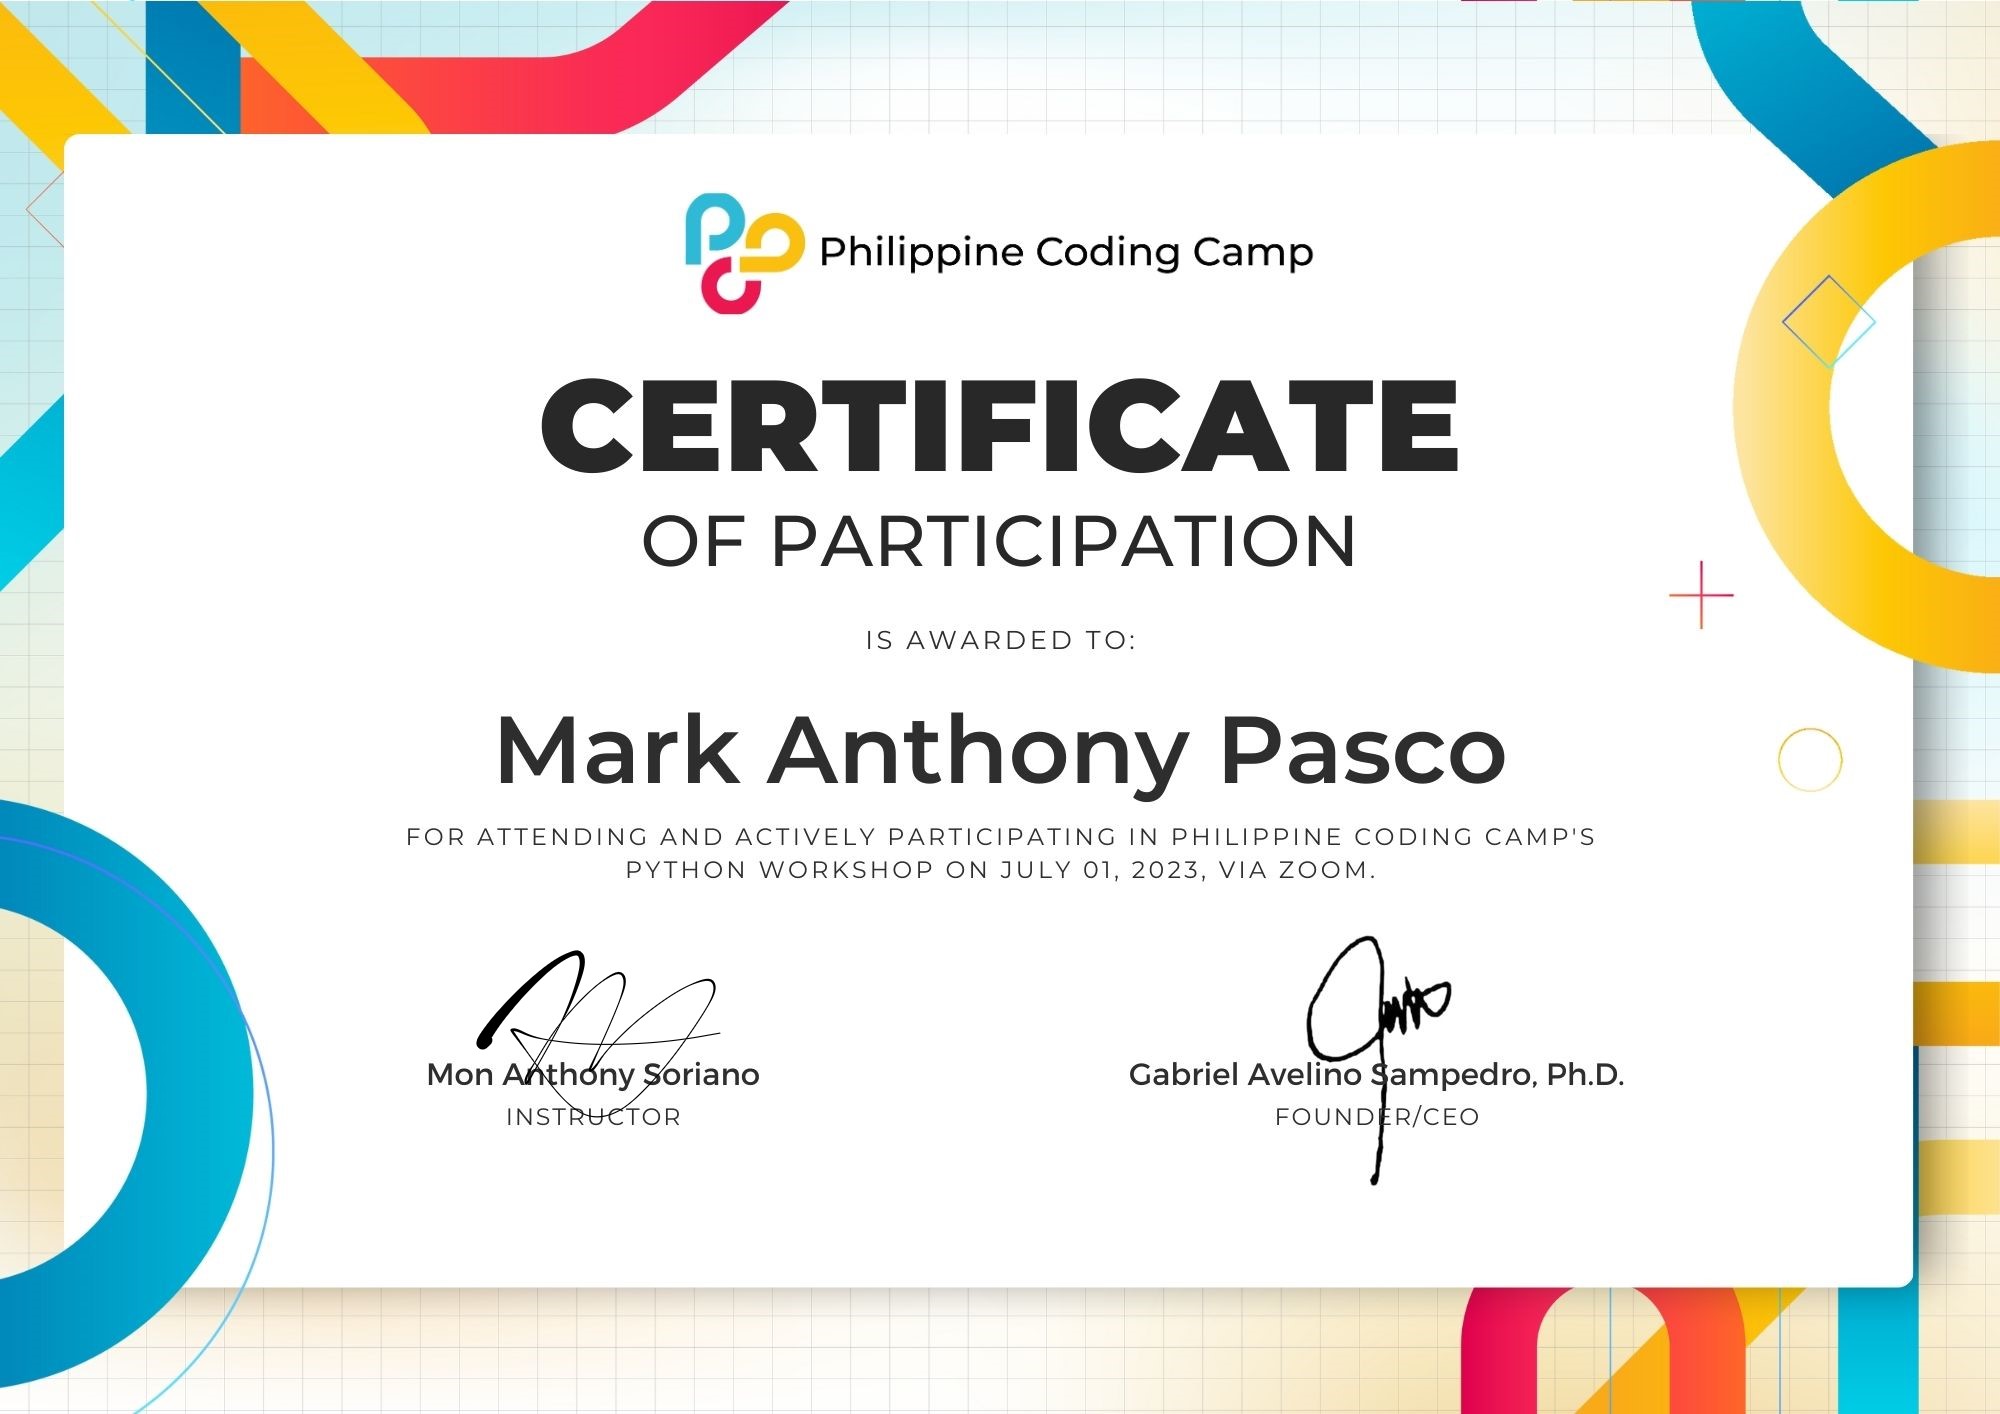 Philippine Coding Camp
CERTIFICATE
OF PARTICIPATION
IS AWARDED TO:
Mark Anthony Pasco
FOR ATTENDING AND ACTIVELY PARTICIPATING IN PHILIPPINE CODING CAMP'S
PYTHON WORKSHOP ON JULY 01, 2023, VIA ZOOM.
Mon Anthony Soriano
INSTRUCTOR
Gabriel Avelino Sampedro, Ph.D.
FOUNDER/CEO